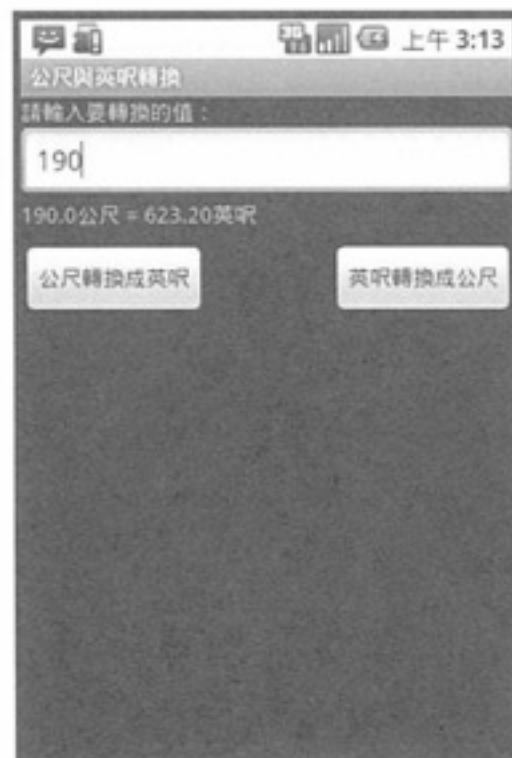 上午 3:13
公尺與英呎轉換
請輸入要轉換的值：
190
190.0公尺 = 623.20英呎
公尺轉換成英呎
英呎轉換成公尺